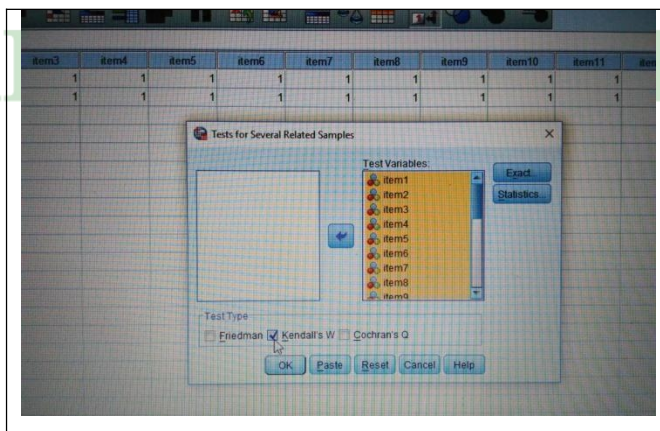 item3 item4 item5 item6 item7 item8 item9 item10 item11
1 1 1 1 1 1 1 1 1
1 1 1 1 1 1 1 1 1
Tests for Several Related Samples
Test Variables:
item1
item2
item3
item4
item5
item6
item7
item8
item9
Exact...
Statistics...
Test Type
Friedman Kendall's W Cochran's Q
OK Paste Reset Cancel Help